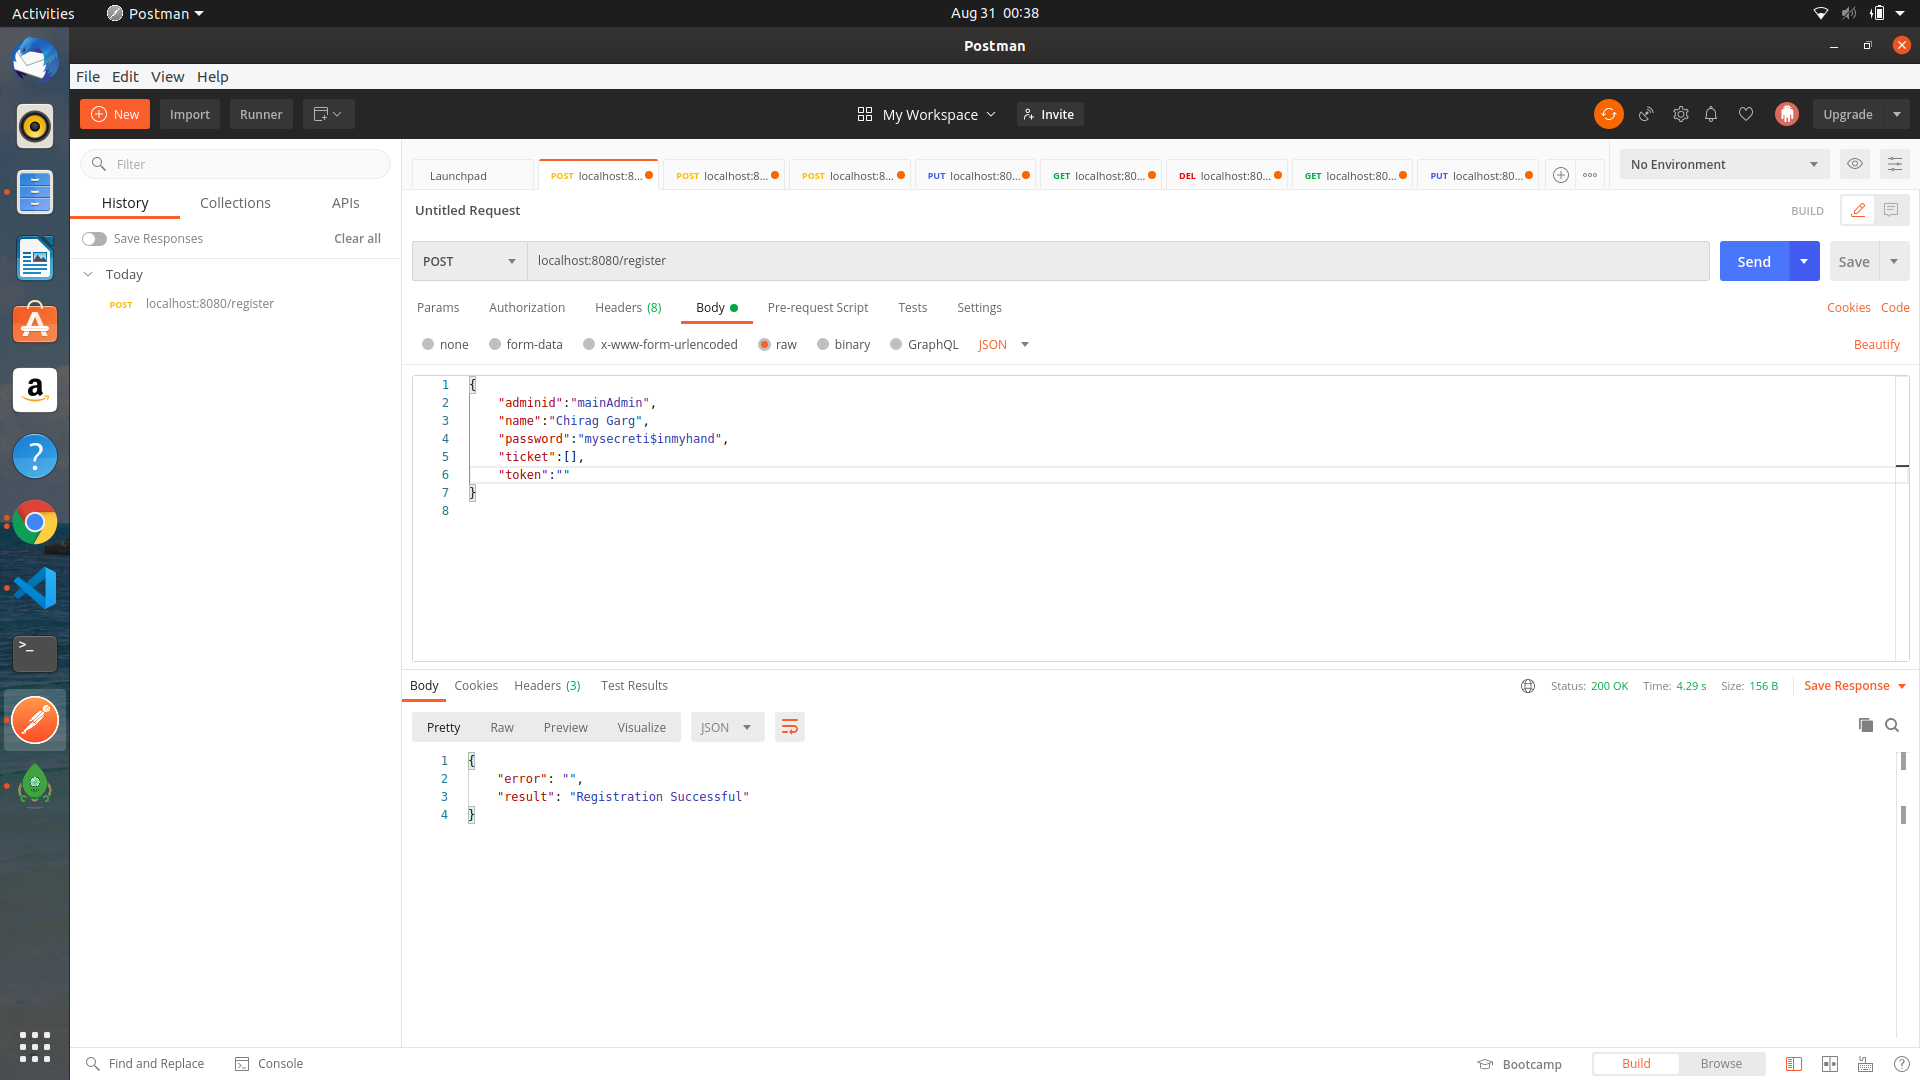 Activities Postman Aug 31 00:38
Postman
File Edit View Help
New Import Runner My Workspace Invite Upgrade
Filter
Launchpad POST localhost:8... POST localhost:8... POST localhost:8... PUT localhost:80... GET localhost:80... DEL localhost:80... GET localhost:80... PUT localhost:80... No Environment
History Collections APIs
Untitled Request BUILD
Save Responses Clear all
POST localhost:8080/register Send Save
Today
POST localhost:8080/register
Params Authorization Headers (8) Body Pre-request Script Tests Settings Cookies Code
none form-data x-www-form-urlencoded raw binary GraphQL JSON Beautify
1 {
2 "adminid":"mainAdmin",
3 "name":"Chirag Garg",
4 "password":"mysecreti$inmyhand",
5 "ticket":[],
6 "token":""
7 }
8
Body Cookies Headers (3) Test Results Status: 200 OK Time: 4.29 s Size: 156 B Save Response
Pretty Raw Preview Visualize JSON
1 {
2 "error": "",
3 "result": "Registration Successful"
4 }
Find and Replace Console Bootcamp Build Browse